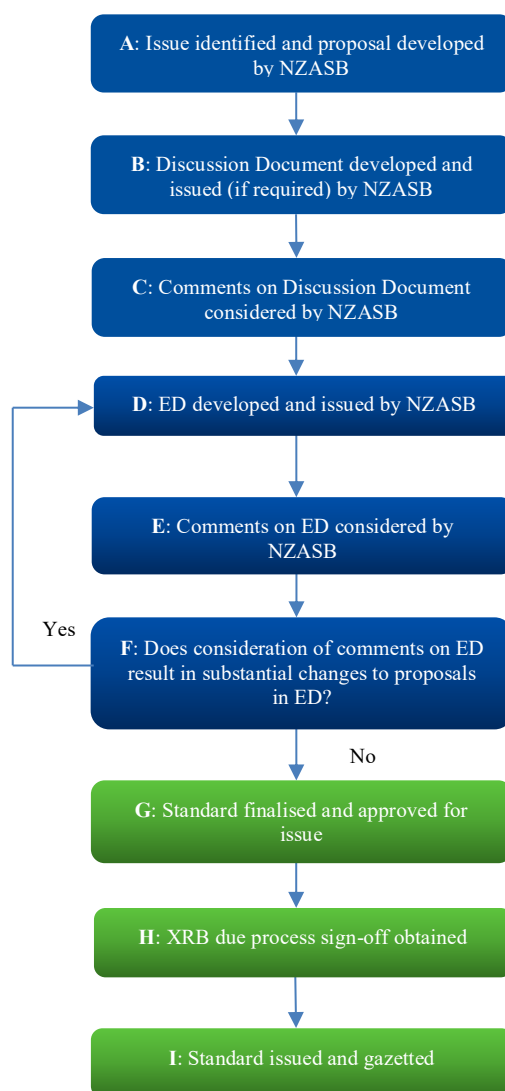 A: Issue identified and proposal developed
by NZASB
B: Discussion Document developed and
issued (if required) by NZASB
C: Comments on Discussion Document
considered by NZASB
D: ED developed and issued by NZASB
E: Comments on ED considered by
NZASB
Yes
F: Does consideration of comments on ED
result in substantial changes to proposals
in ED?
No
G: Standard finalised and approved for
issue
H: XRB due process sign-off obtained
I: Standard issued and gazetted